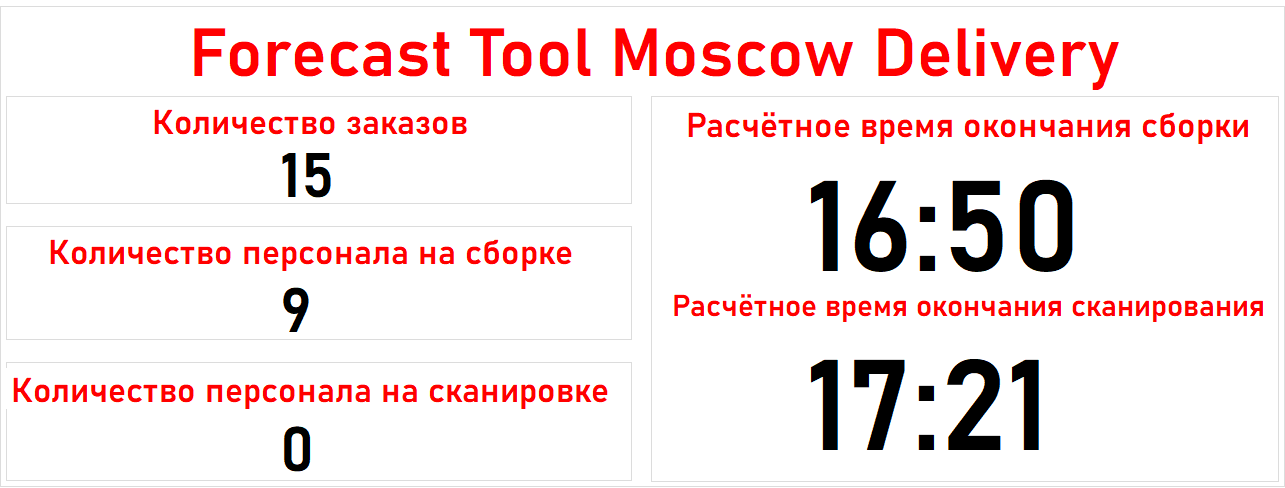 Forecast Tool Moscow Delivery
Количество заказов
15
Количество персонала на сборке
9
Количество персонала на сканировке
0
Расчётное время окончания сборки
16:50
Расчётное время окончания сканирования
17:21